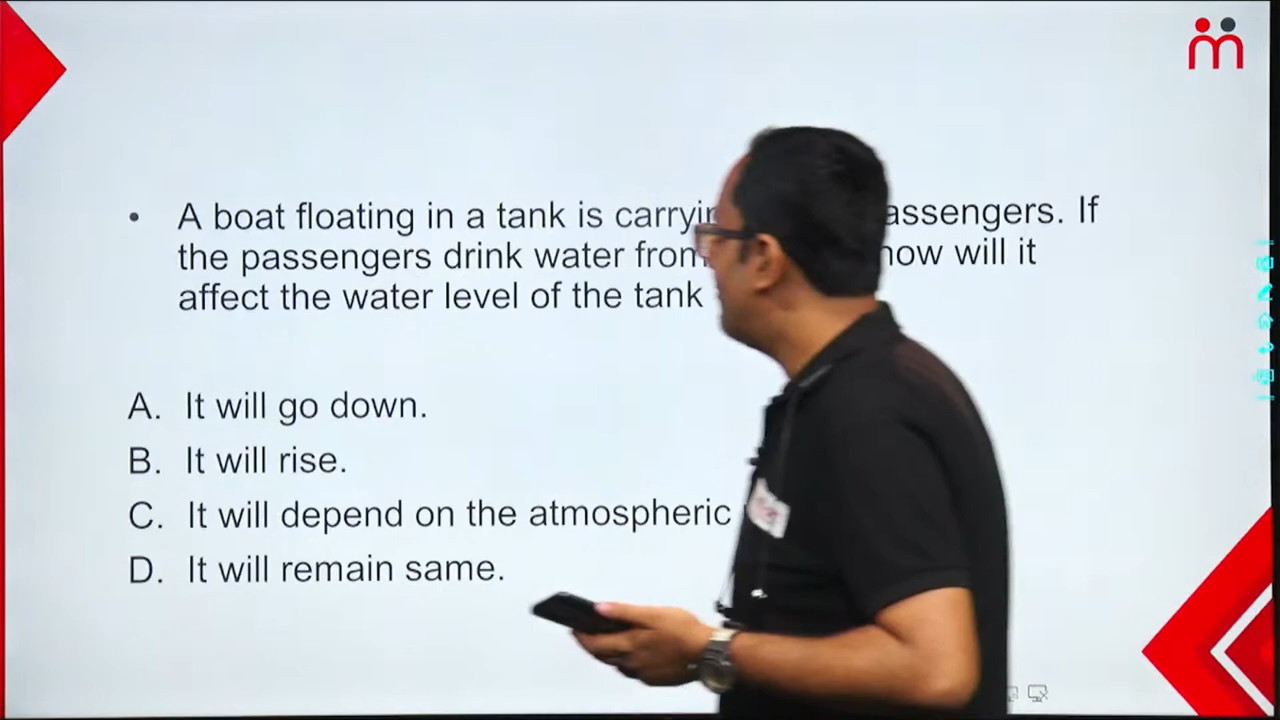 • A boat floating in a tank is carryin assengers. If
the passengers drink water from how will it
affect the water level of the tank
A. It will go down.
B. It will rise.
C. It will depend on the atmospheric
D. It will remain same.